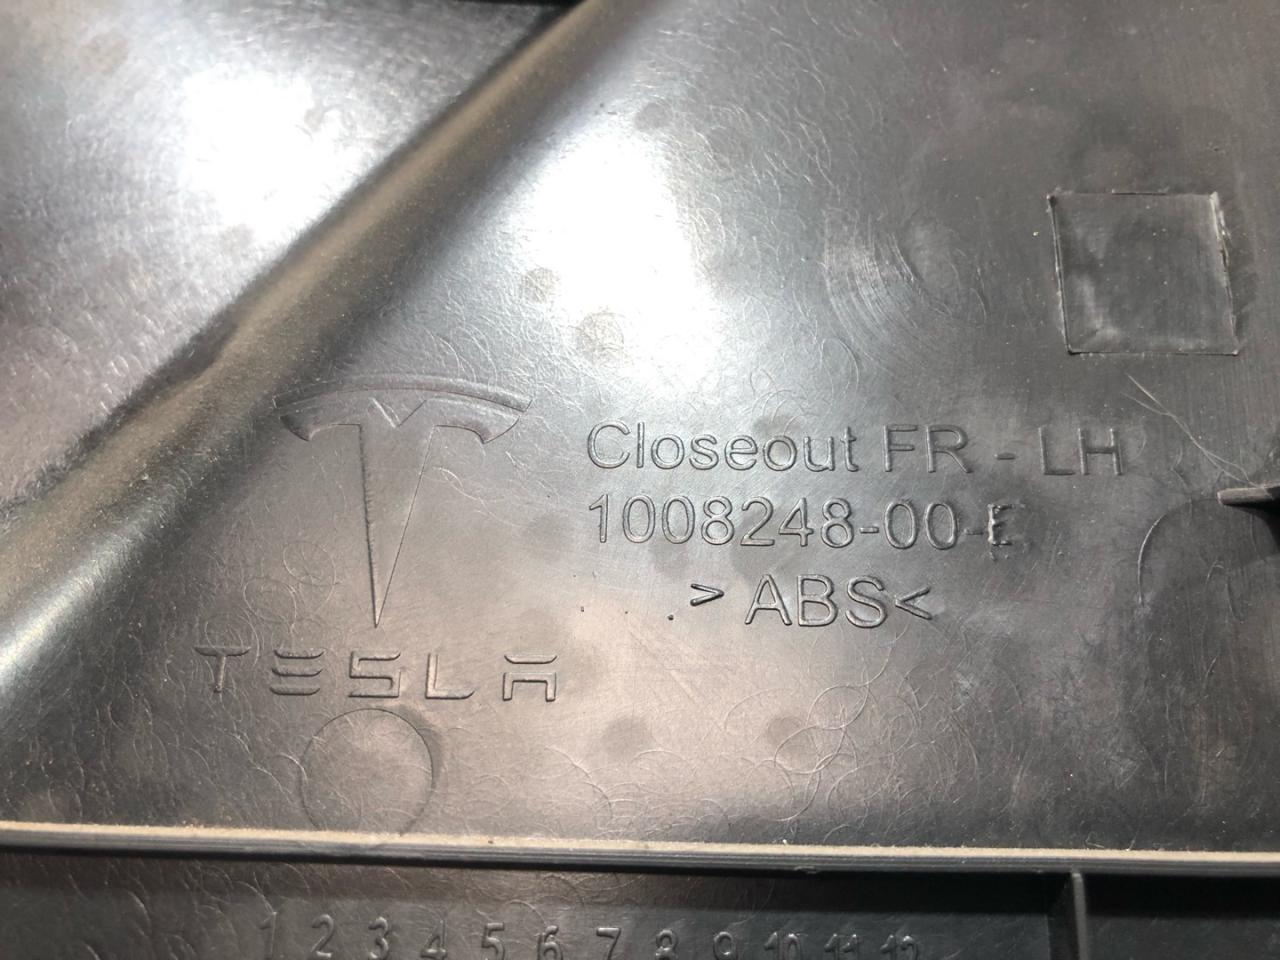 Closeout FR - LH
1008248-00-E
> ABS<
TESLA
1 2 3 4 5 6 7 8 9 10 11 12